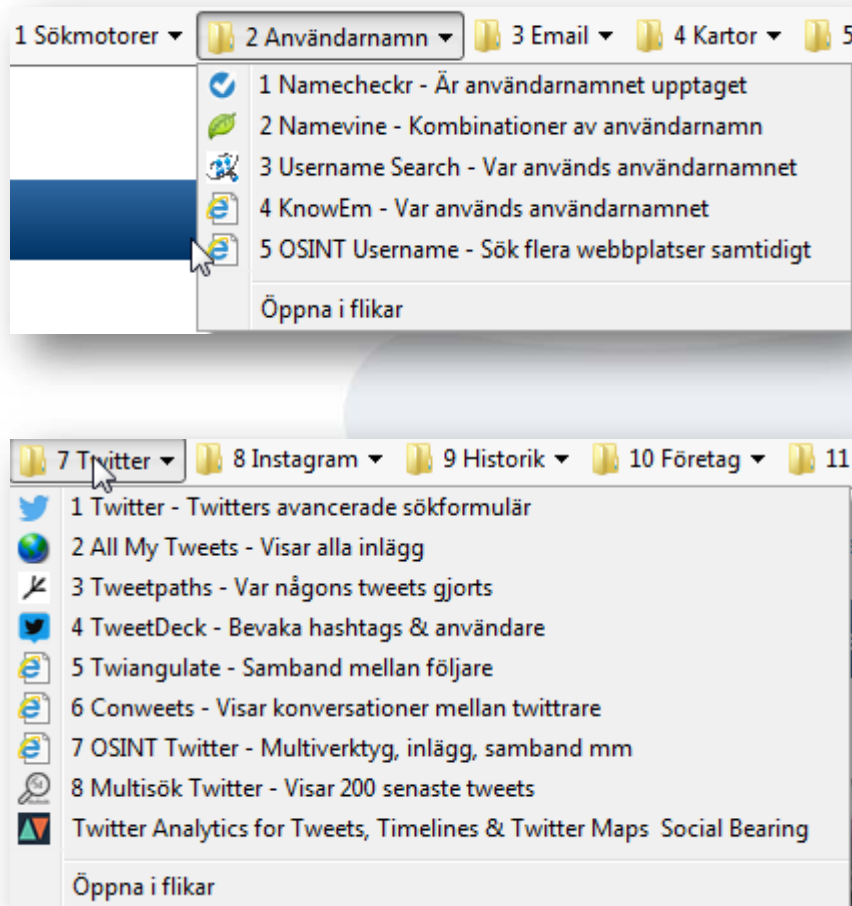 1 Sökmotorer 2 Användarnamn 3 Email 4 Kartor 5
1 Namecheckr - Är användarnamnet upptaget
2 Namevine - Kombinationer av användarnamn
3 Username Search - Var används användarnamnet
4 KnowEm - Var används användarnamnet
5 OSINT Username - Sök flera webbplatser samtidigt
Öppna i flikar
7 Twitter 8 Instagram 9 Historik 10 Företag 11
1 Twitter - Twitters avancerade sökformulär
2 All My Tweets - Visar alla inlägg
3 Tweetpaths - Var någons tweets gjorts
4 TweetDeck - Bevaka hashtags & användare
5 Twiangulate - Samband mellan följare
6 Conweets - Visar konversationer mellan twittrare
7 OSINT Twitter - Multiverktyg, inlägg, samband mm
8 Multisök Twitter - Visar 200 senaste tweets
Twitter Analytics for Tweets, Timelines & Twitter Maps Social Bearing
Öppna i flikar